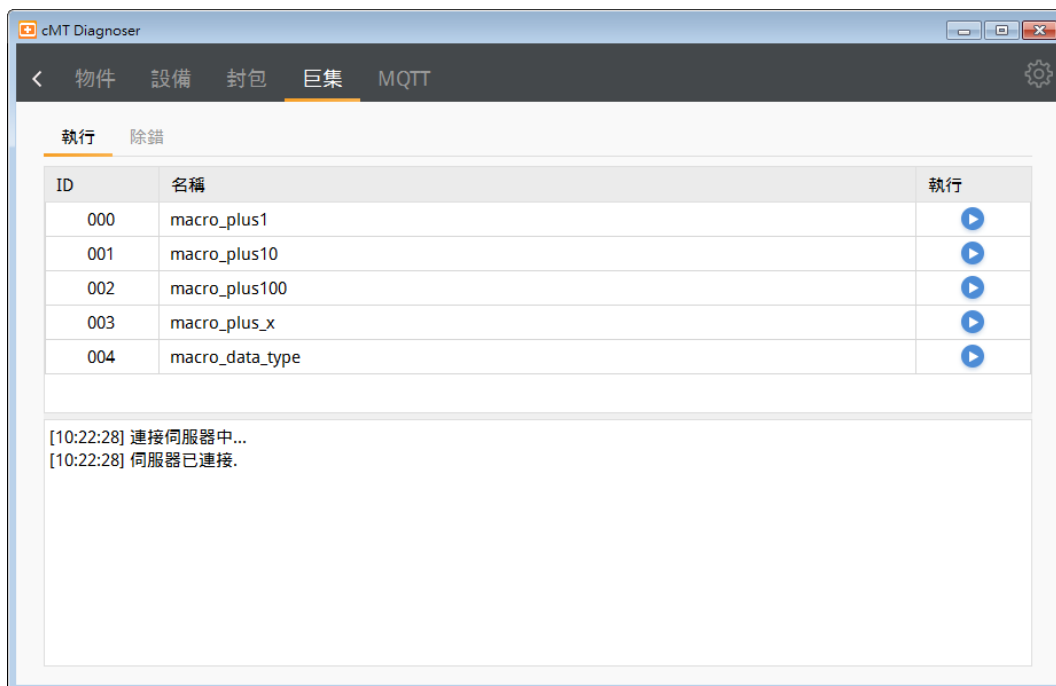 cMT Diagnoser
物件 設備 封包 巨集 MQTT
執行 除錯
ID 名稱 執行
000 macro_plus1
001 macro_plus10
002 macro_plus100
003 macro_plus_x
004 macro_data_type
[10:22:28] 連接伺服器中...
[10:22:28] 伺服器已連接.